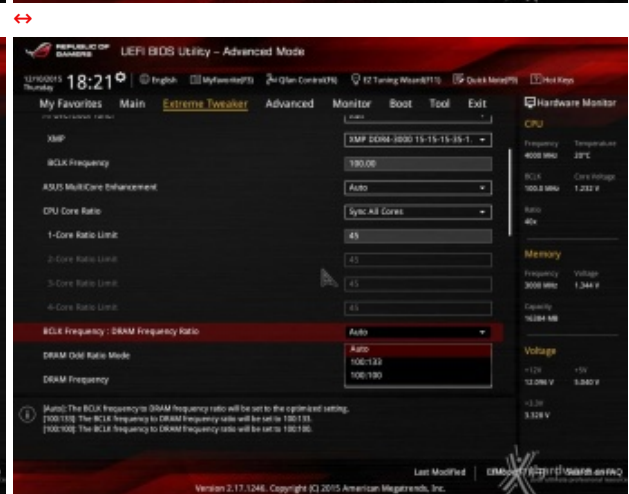 REPUBLIC OF
GAMERS
UEFI BIOS Utility – Advanced Mode
12/10/2015
Thursday
18:21
English
MyFavorite(F3)
Qfan Control(F6)
EZ Tuning Wizard(F11)
Quick Note(F9)
Hot Keys
My Favorites Main Extreme Tweaker Advanced Monitor Boot Tool Exit
Hardware Monitor
XMP
XMP DDR4-3000 15-15-15-35-1.
BCLK Frequency
100.00
ASUS MultiCore Enhancement
Auto
CPU Core Ratio
Sync All Cores
1-Core Ratio Limit
45
2-Core Ratio Limit
45
3-Core Ratio Limit
45
4-Core Ratio Limit
45
BCLK Frequency : DRAM Frequency Ratio
Auto
DRAM Odd Ratio Mode
Auto
100:133
DRAM Frequency
100:100
[Auto]: The BCLK frequency to DRAM frequency ratio will be set to the optimized setting.
[100:133]: The BCLK frequency to DRAM frequency ratio will be set to 100:133.
[100:100]: The BCLK frequency to DRAM frequency ratio will be set to 100:100.
CPU
Frequency Temperature
4000 MHz 20°C
BCLK Core Voltage
100.0 MHz 1.232 V
Ratio
40x
Memory
Frequency Voltage
3000 MHz 1.344 V
Capacity
16384 MB
Voltage
+12V +5V
12.096 V 5.040 V
+3.3V
3.328 V
Last Modified
Search on FAQ
Version 2.17.1246. Copyright (C) 2015 American Megatrends, Inc.